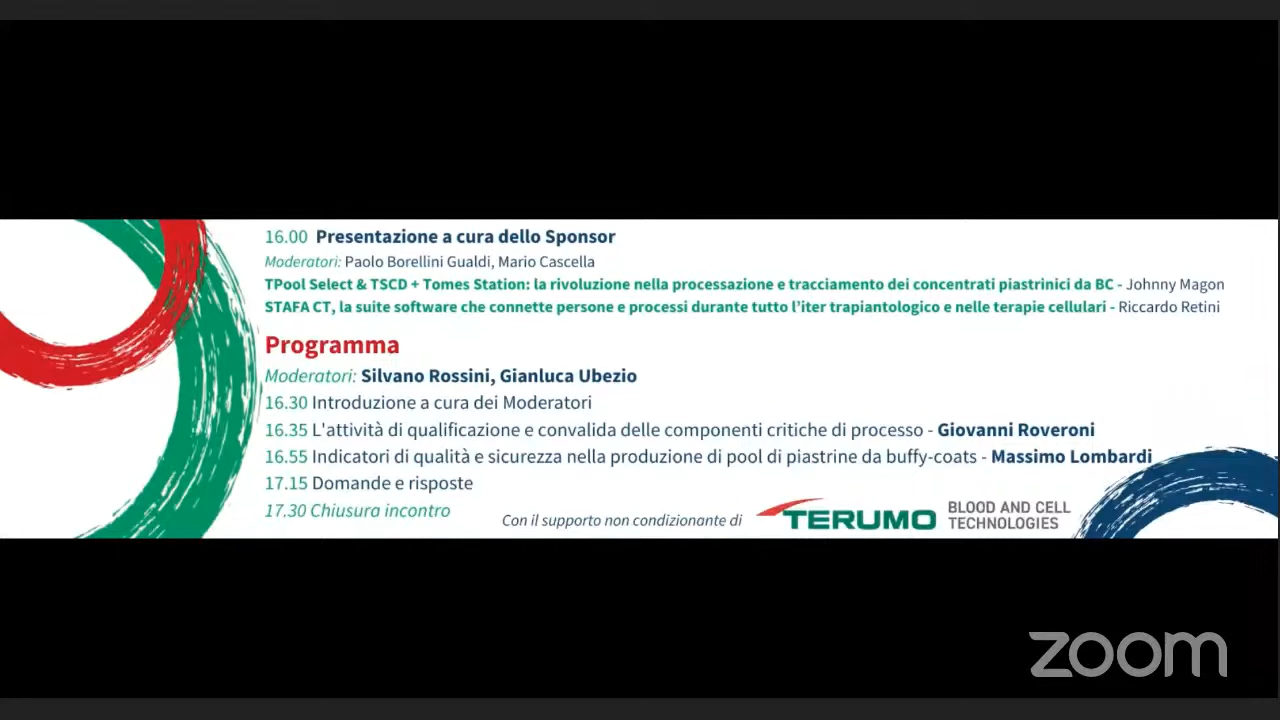 16.00 Presentazione a cura dello Sponsor
Moderatori: Paolo Borellini Gualdi, Mario Cascella
TPool Select & TSCD + Tomes Station: la rivoluzione nella processazione e tracciamento dei concentrati piastrinici da BC - Johnny Magon
STAFA CT, la suite software che connette persone e processi durante tutto l’iter trapiantologico e nelle terapie cellulari - Riccardo Retini
Programma
Moderatori: Silvano Rossini, Gianluca Ubezio
16.30 Introduzione a cura dei Moderatori
16.35 L'attività di qualificazione e convalida delle componenti critiche di processo - Giovanni Roveroni
16.55 Indicatori di qualità e sicurezza nella produzione di pool di piastrine da buffy-coats - Massimo Lombardi
17.15 Domande e risposte
17.30 Chiusura incontro
Con il supporto non condizionante di
TERUMO
BLOOD AND CELL
TECHNOLOGIES
zoom